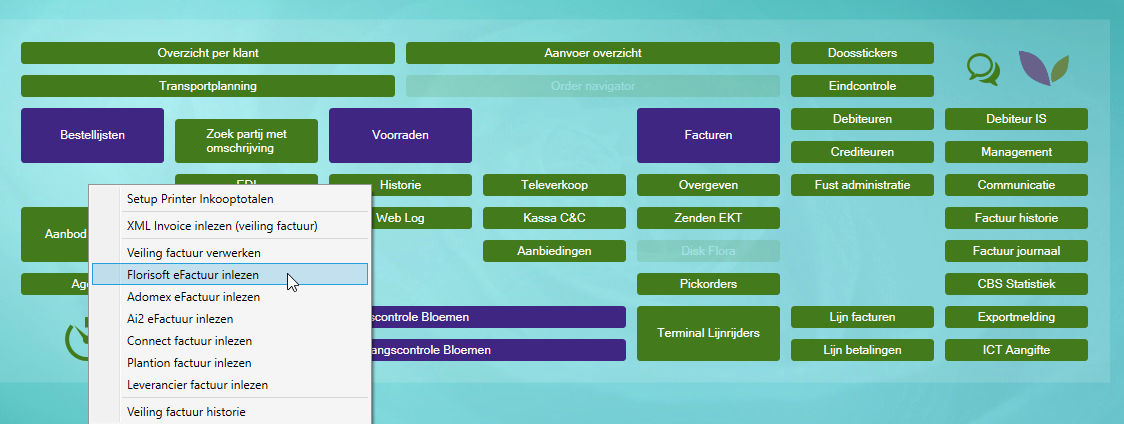 Overzicht per klant
Aanvoer overzicht
Doosstickers
Transportplanning
Order navigator
Eindcontrole
Bestellijsten
Zoek partij met
omschrijving
Voorraden
Facturen
Debiteuren
Debiteur IS
Crediteuren
Management
EDI
Historie
Televerkoop
Overgeven
Fust administratie
Communicatie
Aanbod
Web Log
Kassa C&C
Zenden EKT
Factuur historie
Aanbiedingen
Disk Flora
Factuur journaal
Pickorders
CBS Statistiek
scontrole Bloemen
Terminal Lijnrijders
Lijn facturen
Exportmelding
angscontrole Bloemen
Lijn betalingen
ICT Aangifte
Setup Printer Inkooptotalen
XML Invoice inlezen (veiling factuur)
Veiling factuur verwerken
Florisoft eFactuur inlezen
Adomex eFactuur inlezen
Ai2 eFactuur inlezen
Connect factuur inlezen
Plantion factuur inlezen
Leverancier factuur inlezen
Veiling factuur historie